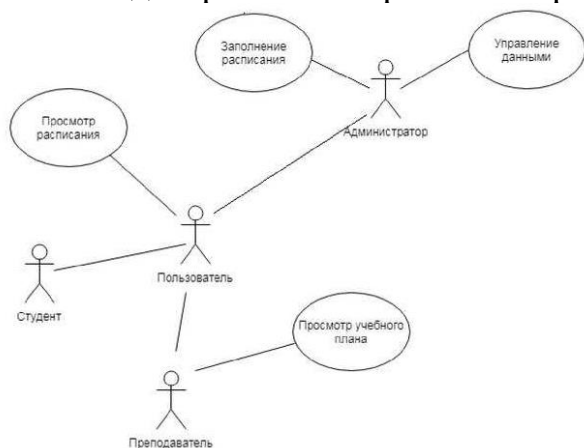 Заполнение
расписания
Управление
данными
Администратор
Просмотр
расписания
Пользователь
Студент
Просмотр учебного
плана
Преподаватель